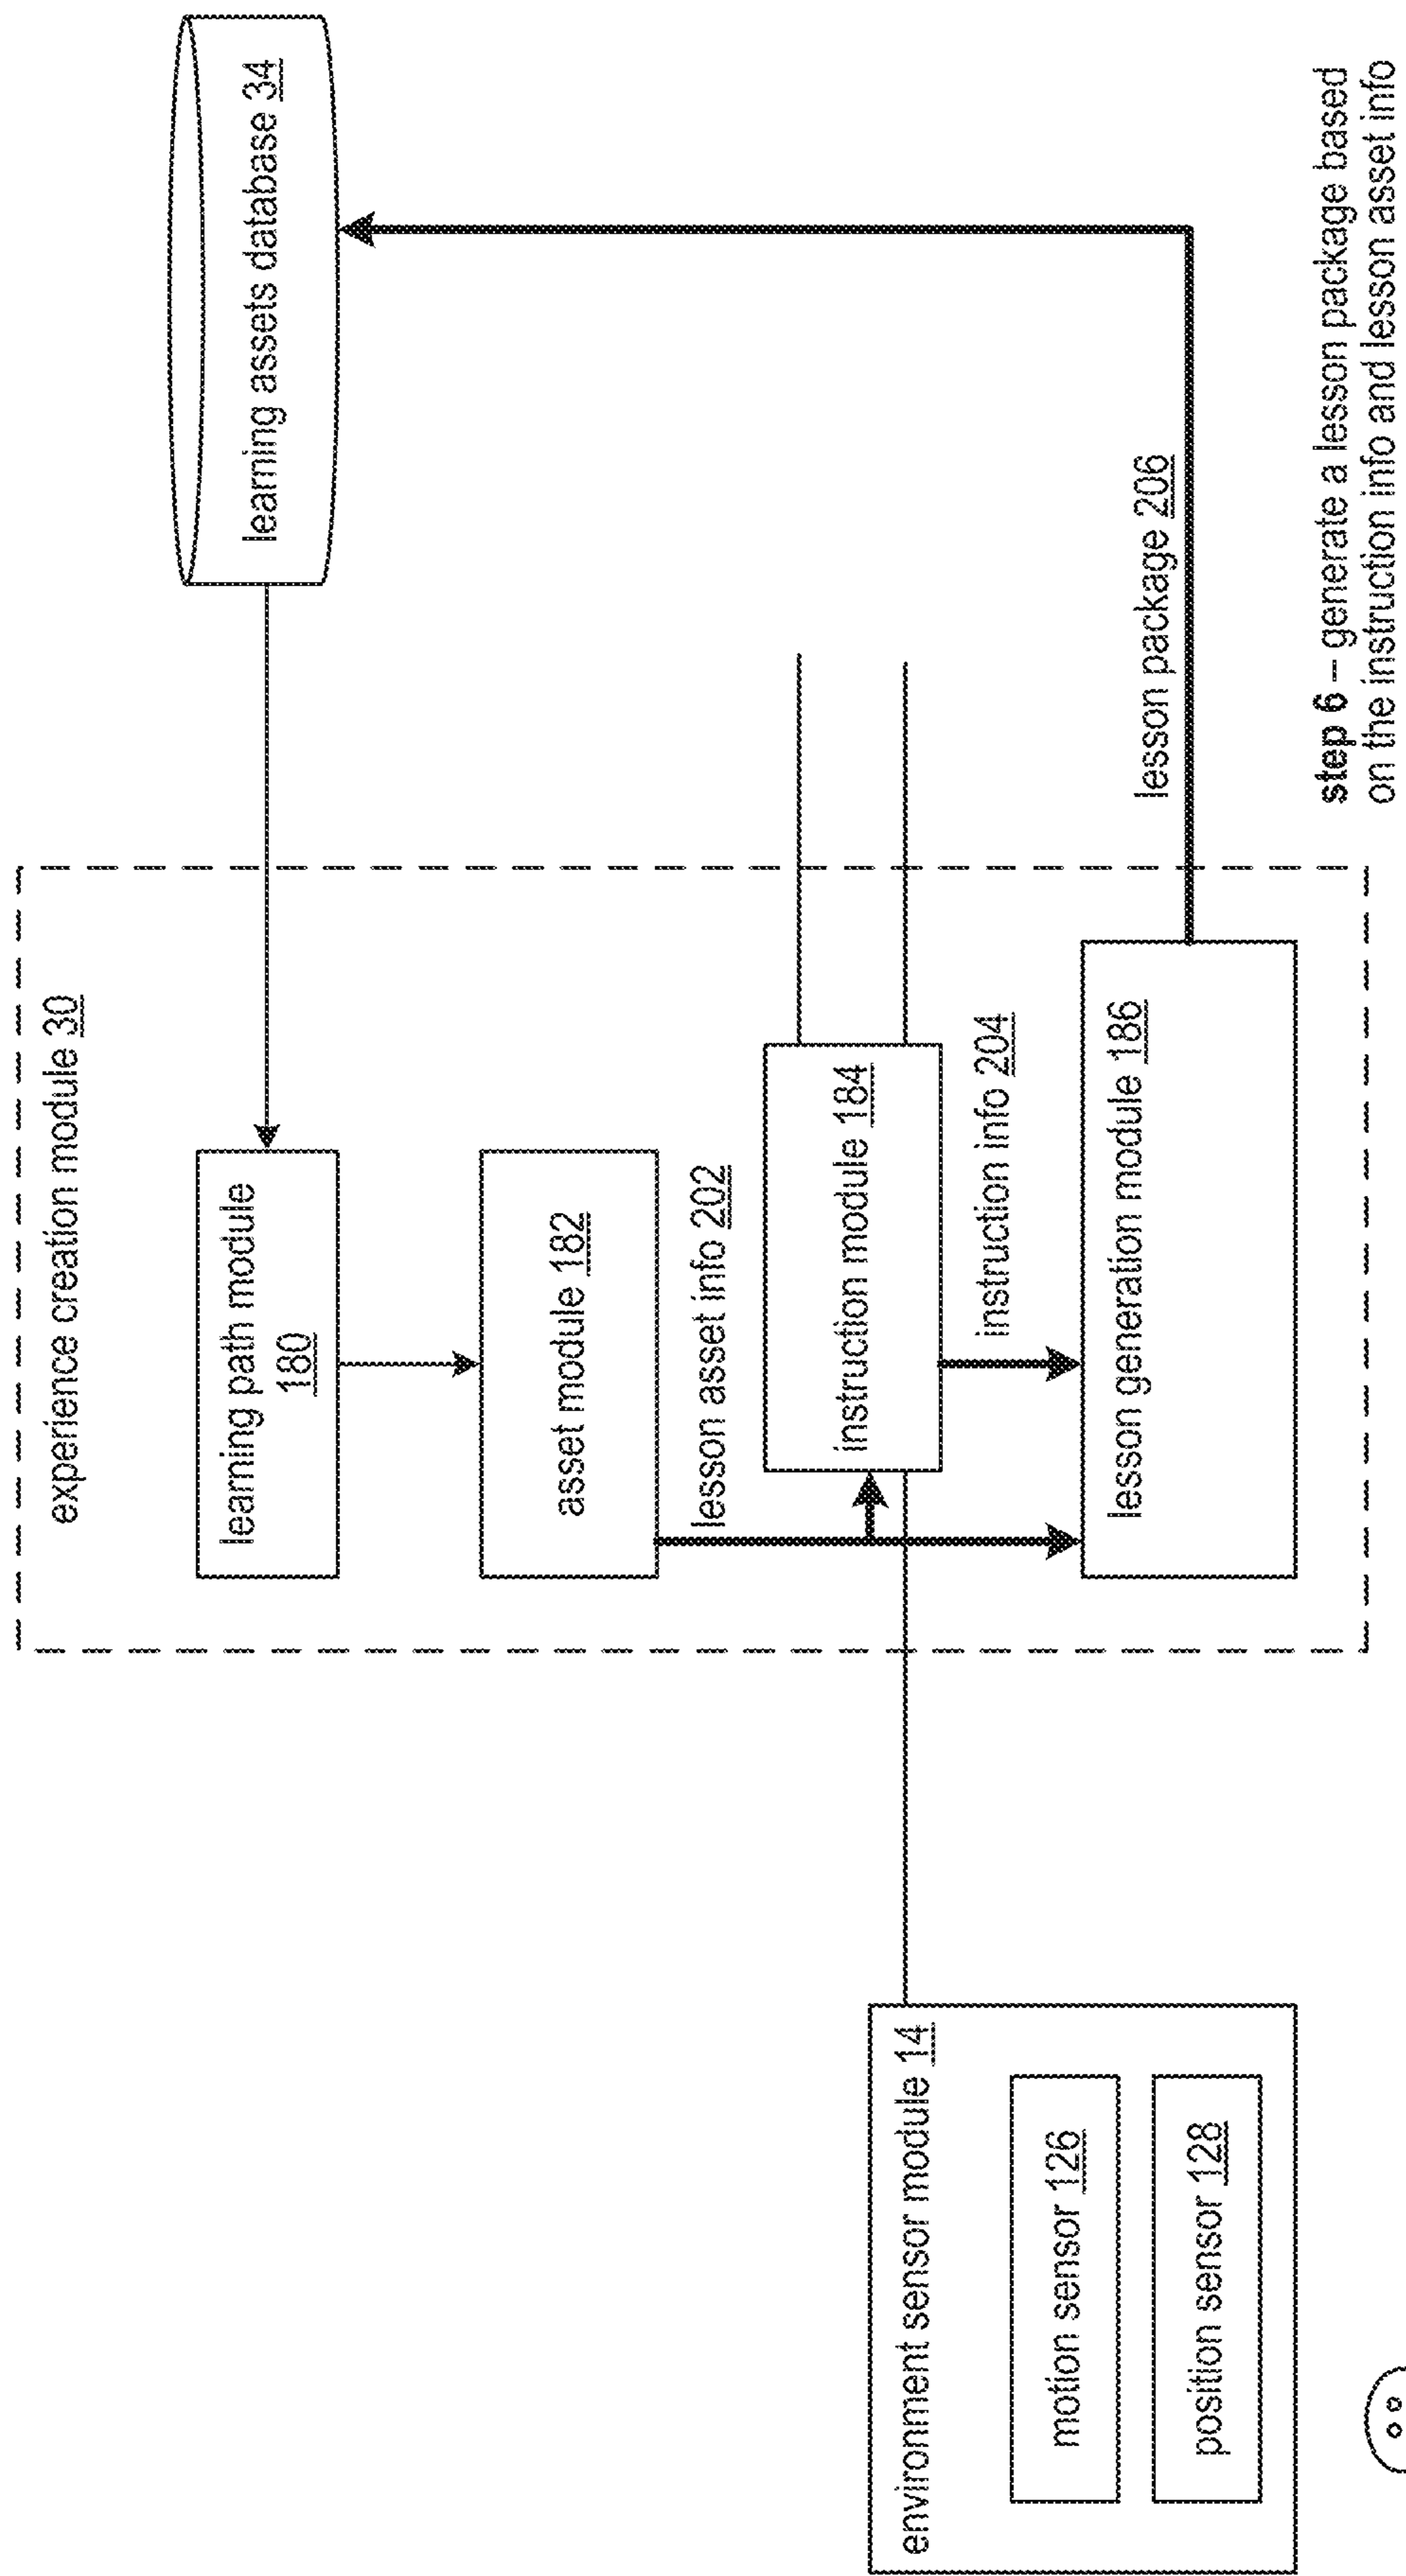 experience creation module 30
learning assets database 34
learning path module
180
asset module 182
lesson asset info 202
instruction module 184
instruction info 204
lesson generation module 186
lesson package 206
environment sensor module 14
motion sensor 126
position sensor 128
step 6 – generate a lesson package based
on the instruction info and lesson asset info